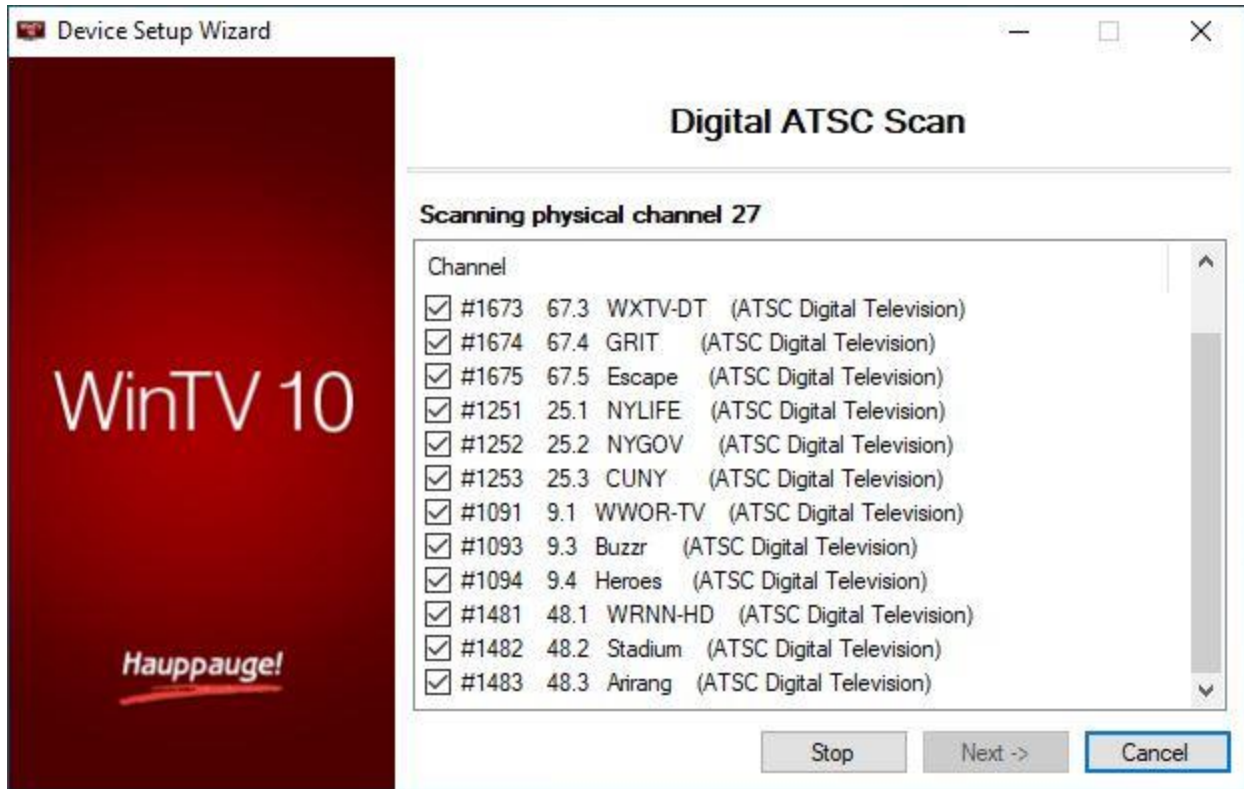 Device Setup Wizard
Digital ATSC Scan
Scanning physical channel 27
Channel
#1673 67.3 WXTV-DT (ATSC Digital Television)
#1674 67.4 GRIT (ATSC Digital Television)
#1675 67.5 Escape (ATSC Digital Television)
#1251 25.1 NYLIFE (ATSC Digital Television)
#1252 25.2 NYGOV (ATSC Digital Television)
#1253 25.3 CUNY (ATSC Digital Television)
#1091 9.1 WWOR-TV (ATSC Digital Television)
#1093 9.3 Buzzr (ATSC Digital Television)
#1094 9.4 Heroes (ATSC Digital Television)
#1481 48.1 WRNN-HD (ATSC Digital Television)
#1482 48.2 Stadium (ATSC Digital Television)
#1483 48.3 Arirang (ATSC Digital Television)
WinTV 10
Hauppauge!
Stop Next -> Cancel